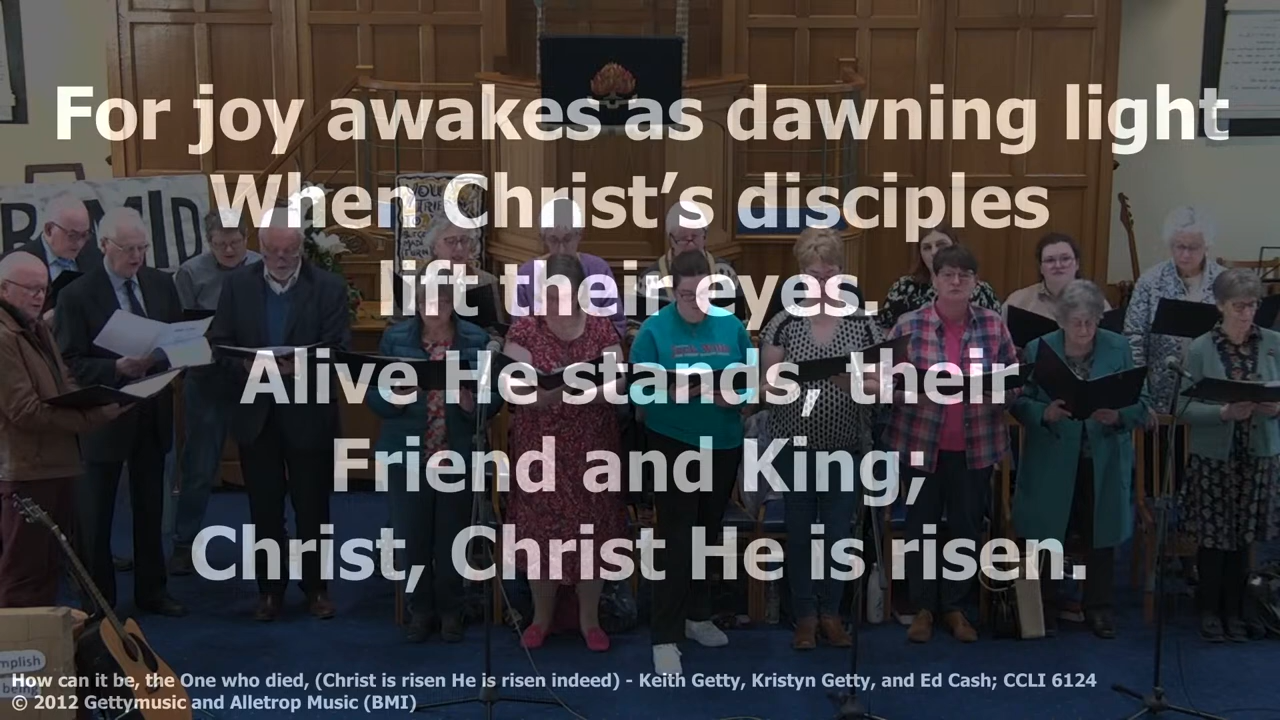 For joy awakes as dawning light
When Christ’s disciples
lift their eyes.
Alive He stands, their
Friend and King;
Christ, Christ He is risen.
How can it be, the One who died, (Christ is risen He is risen indeed) - Keith Getty, Kristyn Getty, and Ed Cash; CCLI 6124
© 2012 Gettymusic and Alletrop Music (BMI)